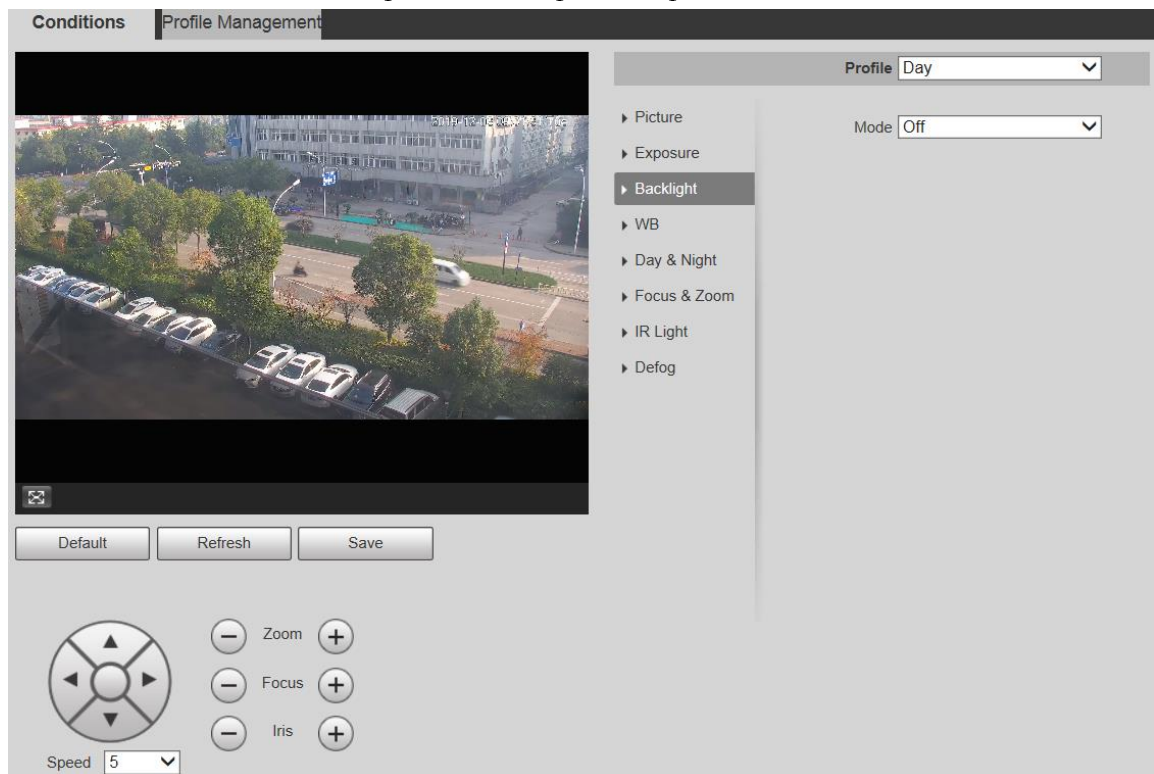 Conditions
Profile Management
Profile Day
Picture
Exposure
Backlight
WB
Day & Night
Focus & Zoom
IR Light
Defog
Mode Off
Default
Refresh
Save
Zoom
Focus
Iris
Speed 5